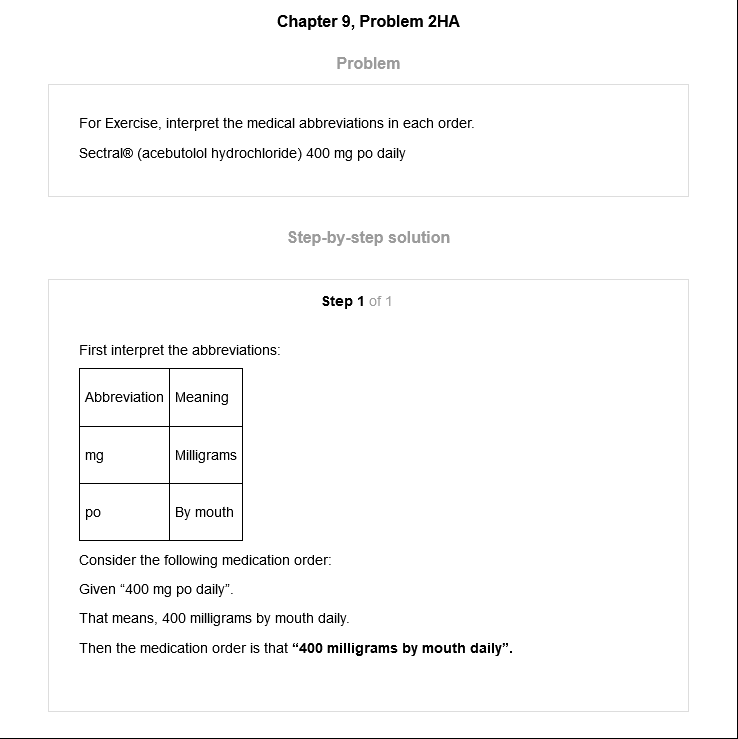 Chapter 9, Problem 2HA
Problem
For Exercise, interpret the medical abbreviations in each order.
Sectral® (acebutolol hydrochloride) 400 mg po daily
Step-by-step solution
Step 1 of 1
First interpret the abbreviations:
Abbreviation Meaning
mg Milligrams
po By mouth
Consider the following medication order:
Given “400 mg po daily”.
That means, 400 milligrams by mouth daily.
Then the medication order is that “400 milligrams by mouth daily”.